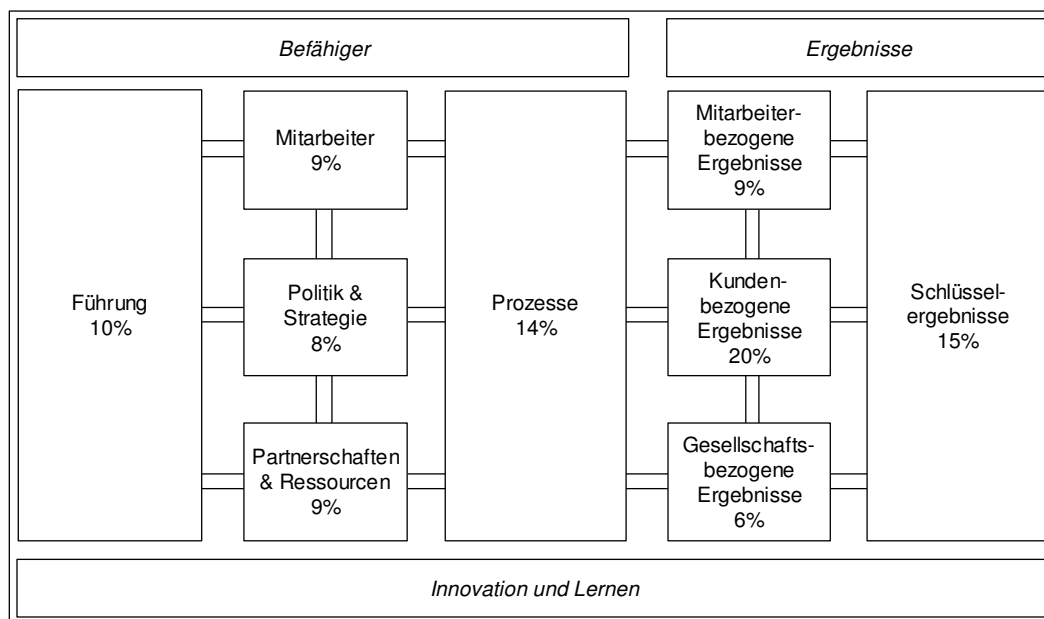 Befähiger
Ergebnisse
Führung
10%
Mitarbeiter
9%
Politik &
Strategie
8%
Partnerschaften
& Ressourcen
9%
Prozesse
14%
Mitarbeiter-
bezogene
Ergebnisse
9%
Kunden-
bezogene
Ergebnisse
20%
Gesellschafts-
bezogene
Ergebnisse
6%
Schlüssel-
ergebnisse
15%
Innovation und Lernen